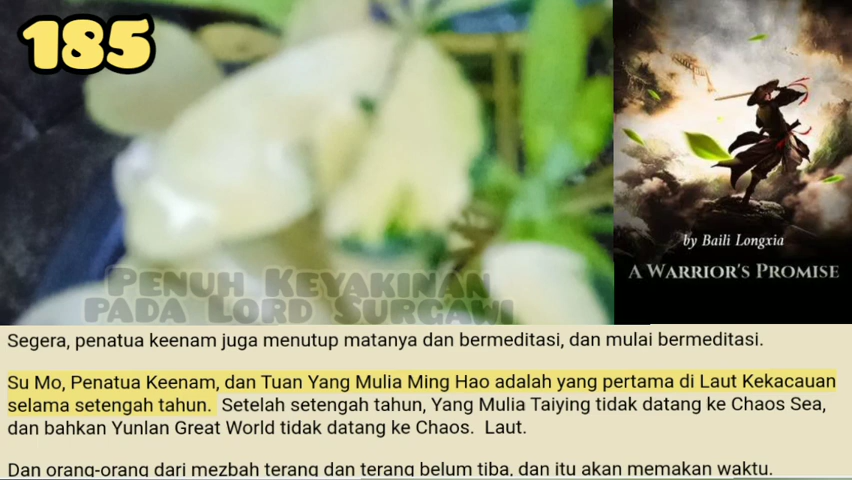 185
PENUH KEYAKINAN
PADA LORD SURGAWI
by Baili Longxia
A WARRIOR'S PROMISE
Segera, penatua keenam juga menutup matanya dan bermeditasi, dan mulai bermeditasi.
Su Mo, Penatua Keenam, dan Tuan Yang Mulia Ming Hao adalah yang pertama di Laut Kekacauan
selama setengah tahun.  Setelah setengah tahun, Yang Mulia Taiying tidak datang ke Chaos Sea,
dan bahkan Yunlan Great World tidak datang ke Chaos.  Laut.
Dan orang-orang dari mezbah terang dan terang belum tiba, dan itu akan memakan waktu.